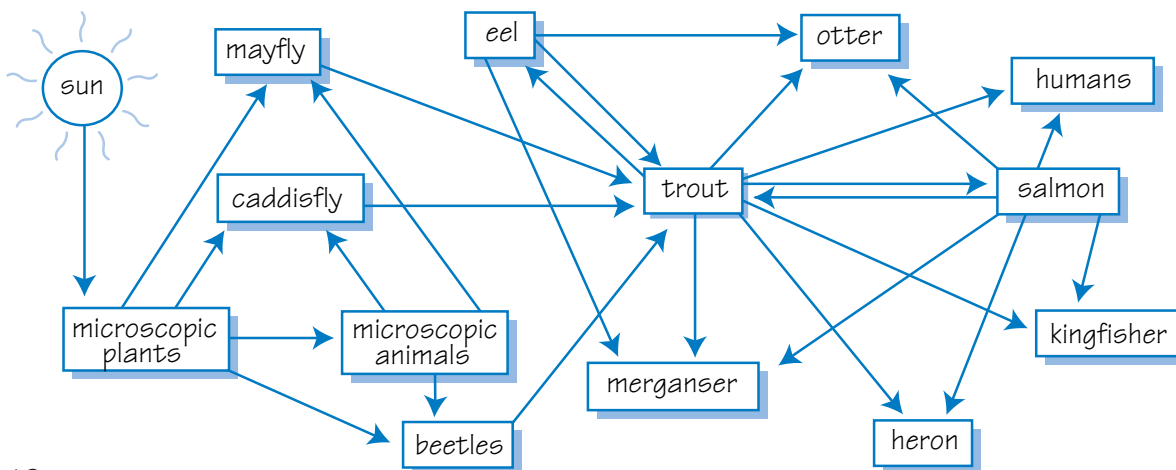 sun
mayfly
eel
otter
humans
caddisfly
trout
salmon
microscopic
plants
microscopic
animals
kingfisher
merganser
beetles
heron